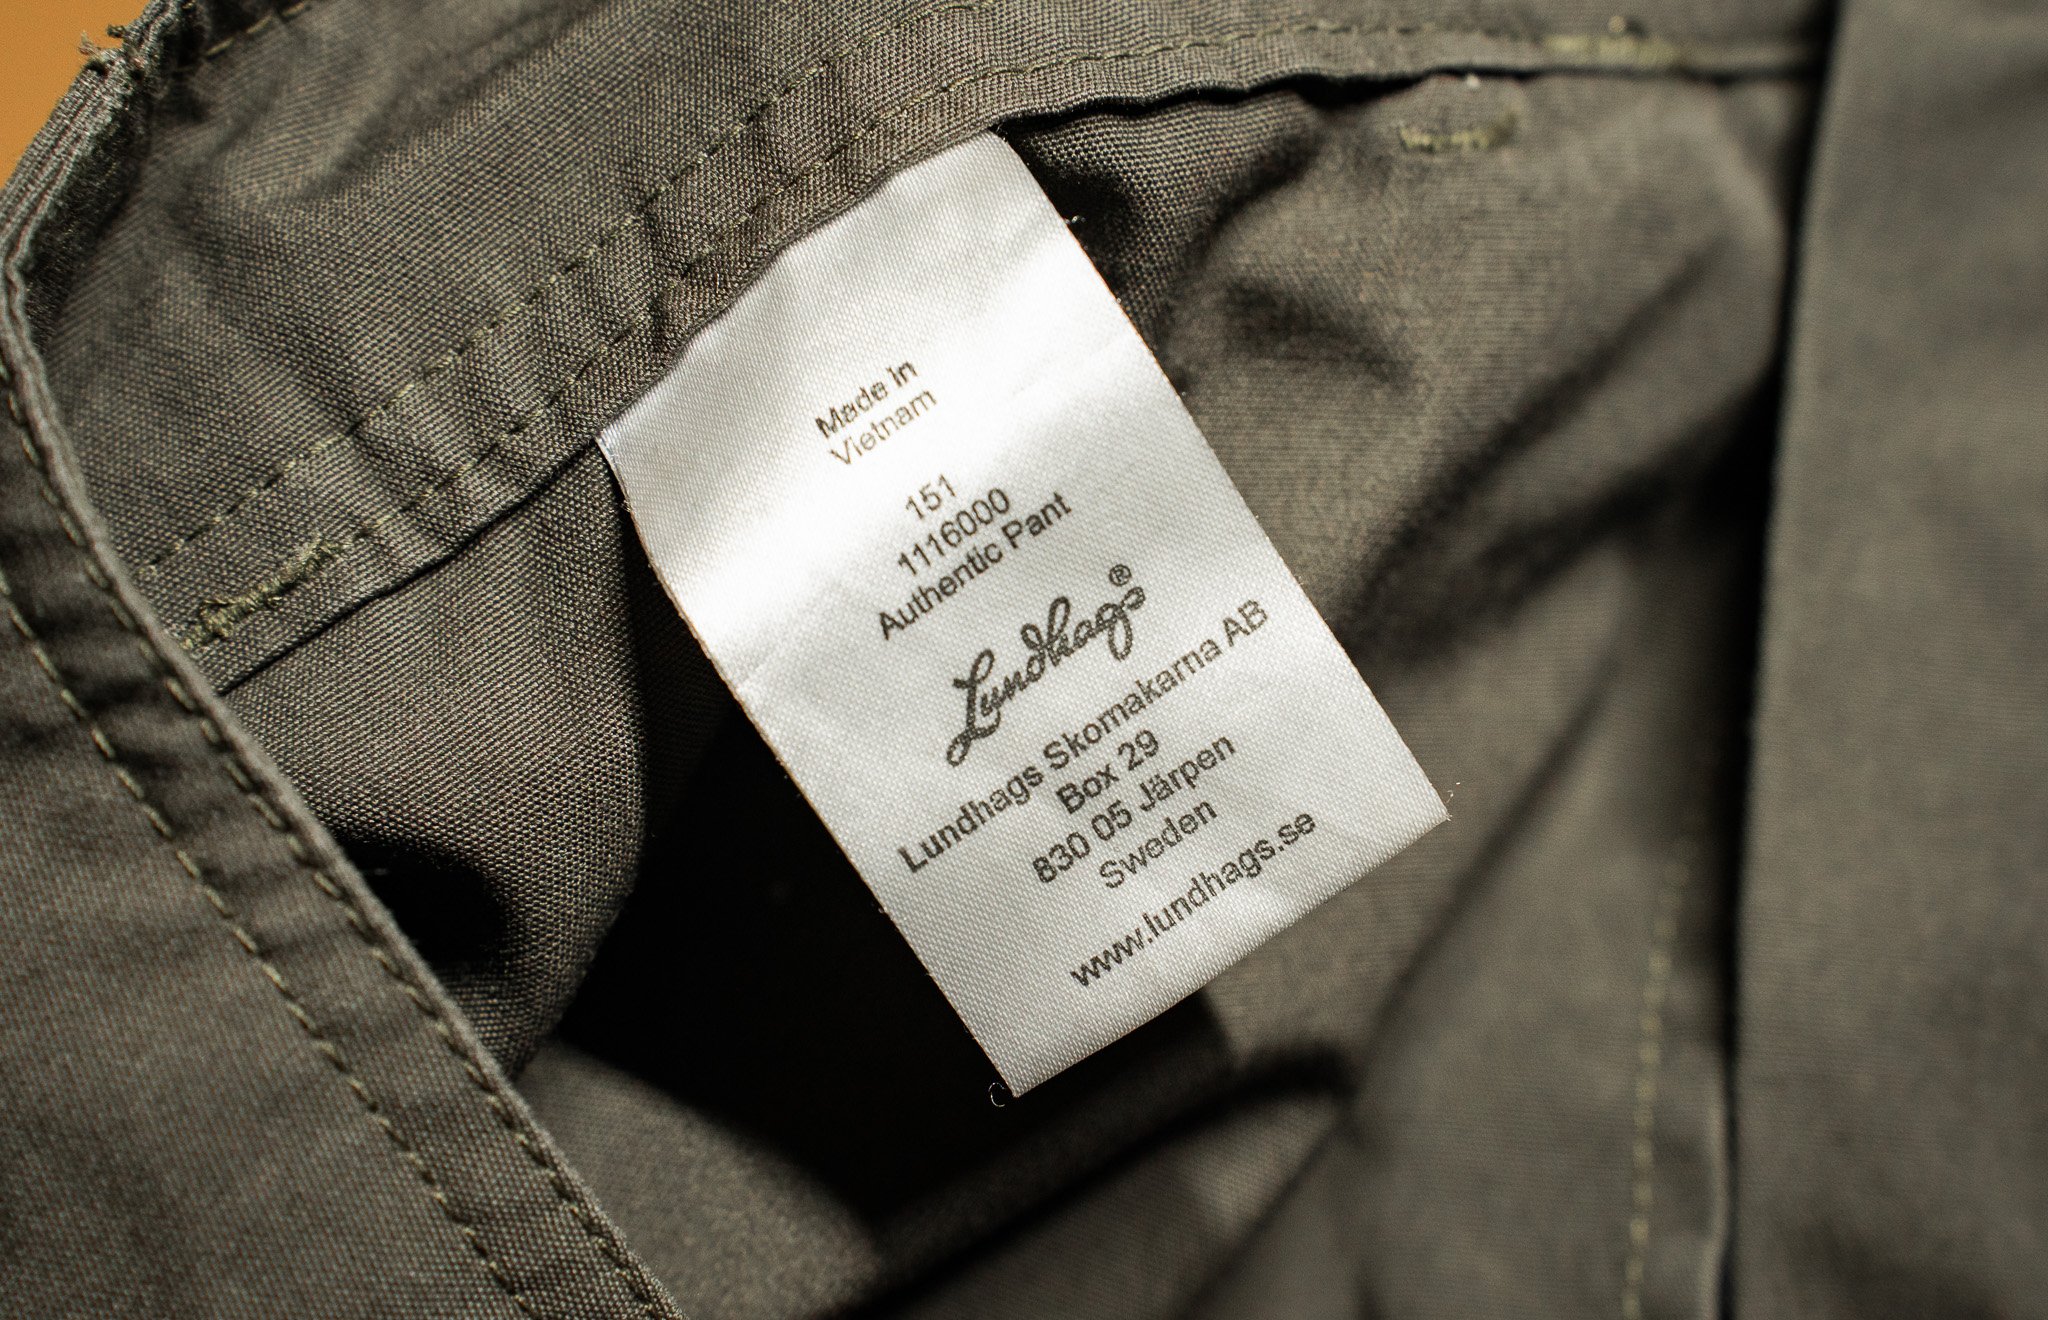 Made in
Vietnam
151
1116000
Authentic Pant
Lundhags®
Lundhags Skomakarna AB
Box 29
830 05 Järpen
Sweden
www.lundhags.se